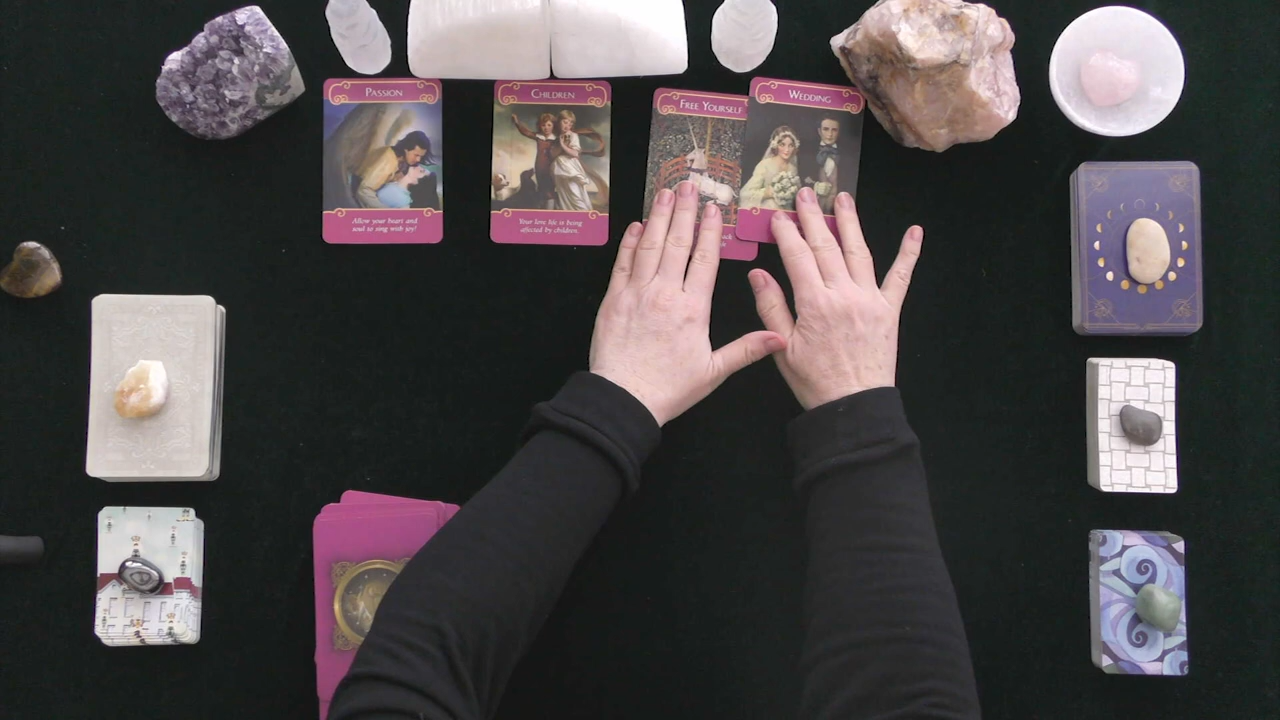 PASSION
Allow your heart and
soul to sing with joy!
CHILDREN
Your love life is being
affected by children.
FREE YOURSELF
WEDDING